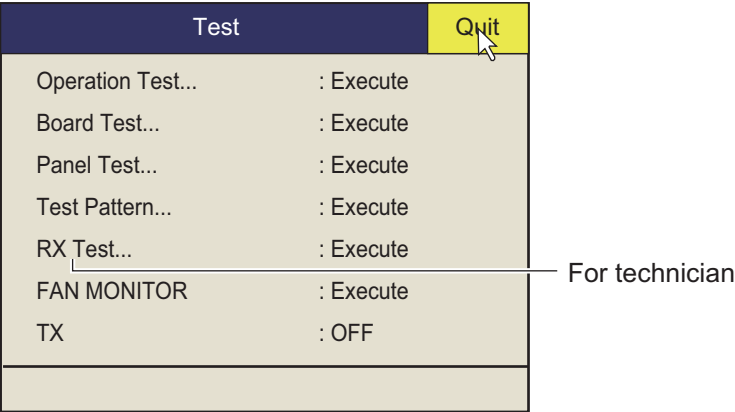 Test Quit
Operation Test... : Execute
Board Test... : Execute
Panel Test... : Execute
Test Pattern... : Execute
RX Test... : Execute
For technician
FAN MONITOR : Execute
TX : OFF